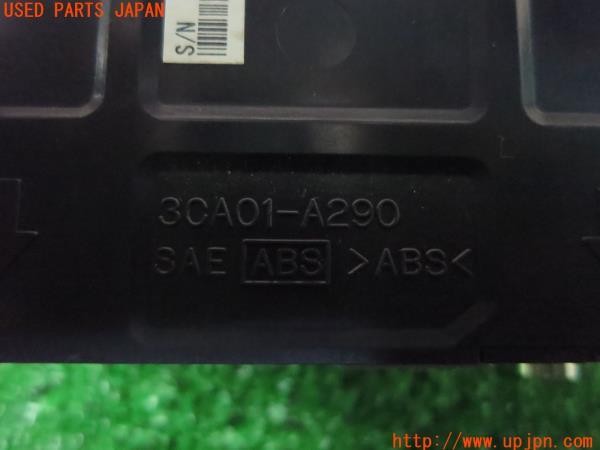 USED PARTS JAPAN
S/N
3CA01-A290
SAE ABS >ABS<
http://www.upjpn.com/